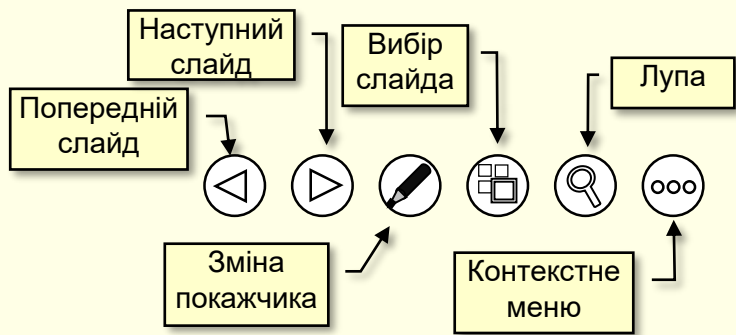 Наступний
слайд
Вибір
слайда
Лупа
Попередній
слайд
Зміна
покажчика
Контекстне
меню